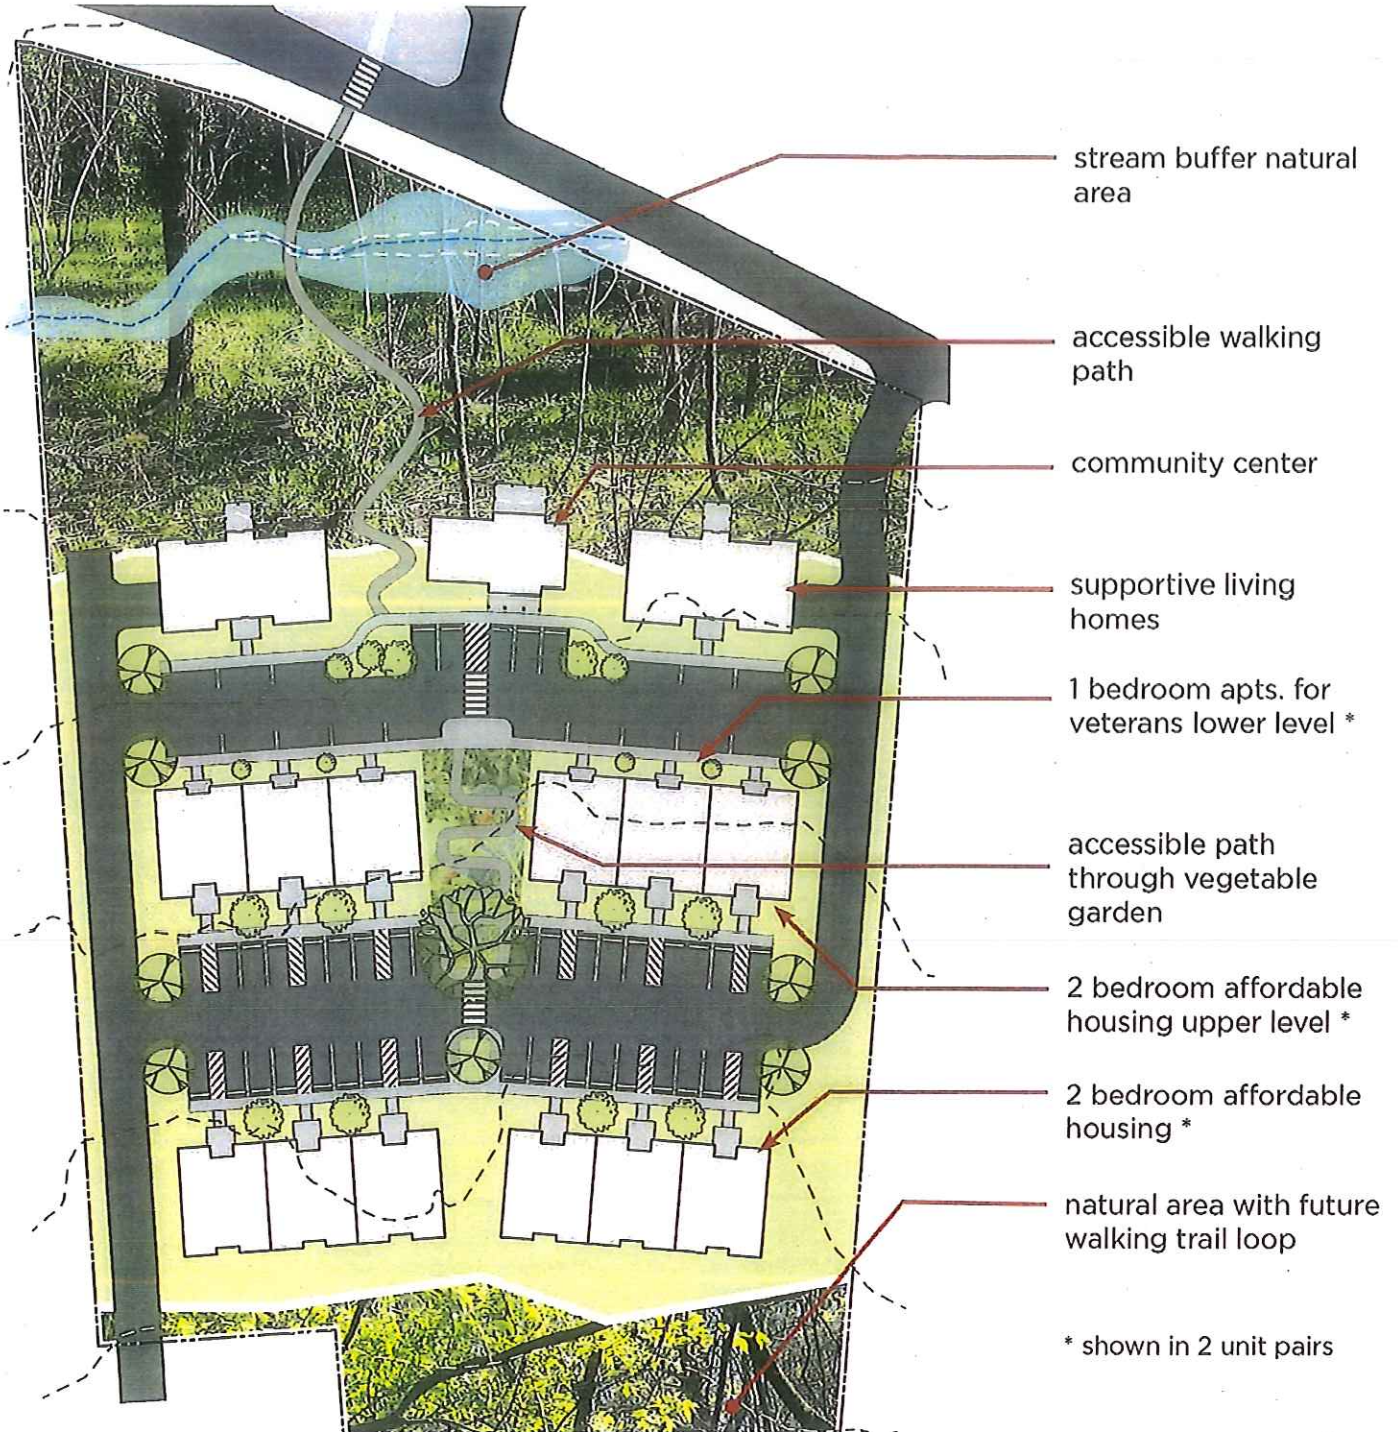 stream buffer natural
area
accessible walking
path
community center
supportive living
homes
1 bedroom apts. for
veterans lower level *
accessible path
through vegetable
garden
2 bedroom affordable
housing upper level *
2 bedroom affordable
housing *
natural area with future
walking trail loop
* shown in 2 unit pairs